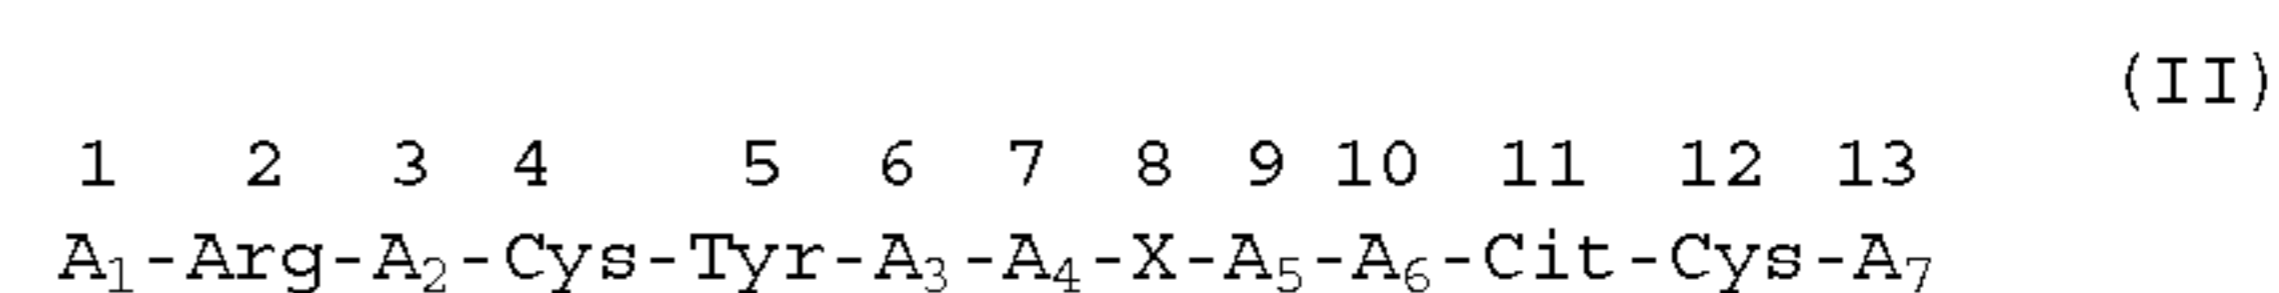 (II)
1 2 3 4 5 6 7 8 9 10 11 12 13
A₁-Arg-A₂-Cys-Tyr-A₃-A₄-X-A₅-A₆-Cit-Cys-A₇